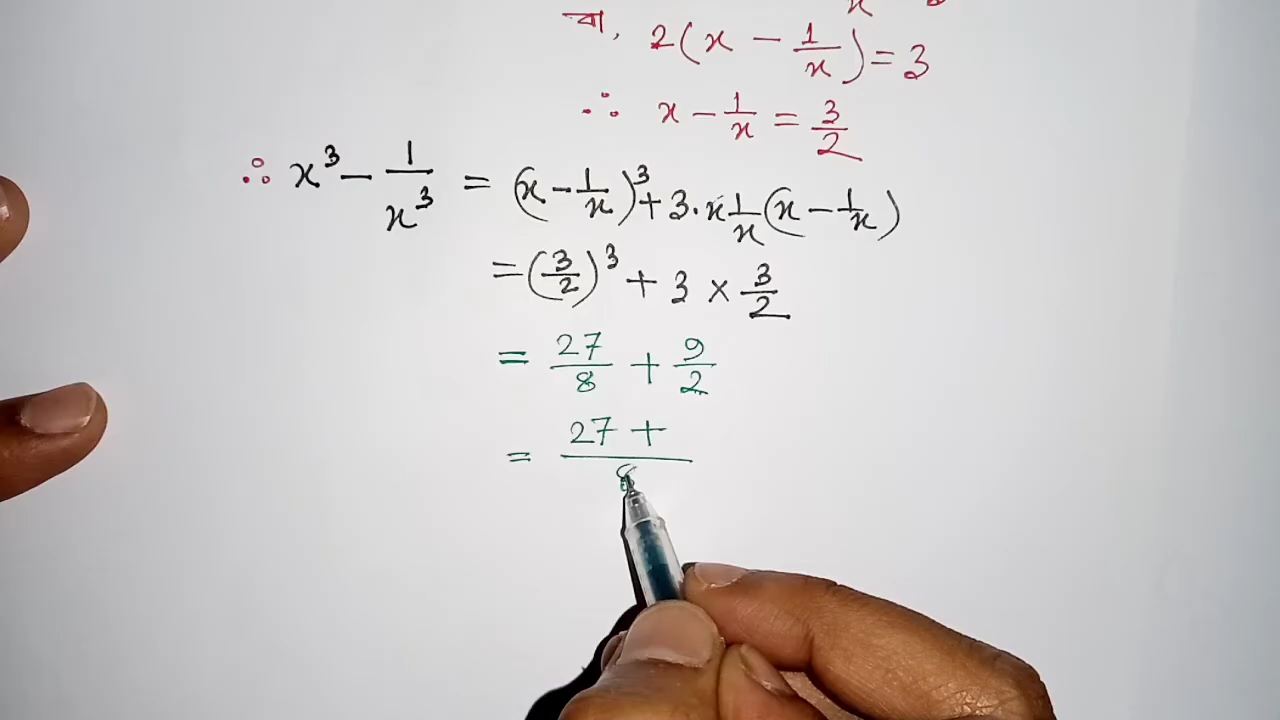 বা, 2(x − 1/x) = 3
∴ x − 1/x = 3/2
∴ x³ − 1/x³ = (x − 1/x)³ + 3·x 1/x (x − 1/x)
= (3/2)³ + 3 × 3/2
= 27/8 + 9/2
= 27 + / 8